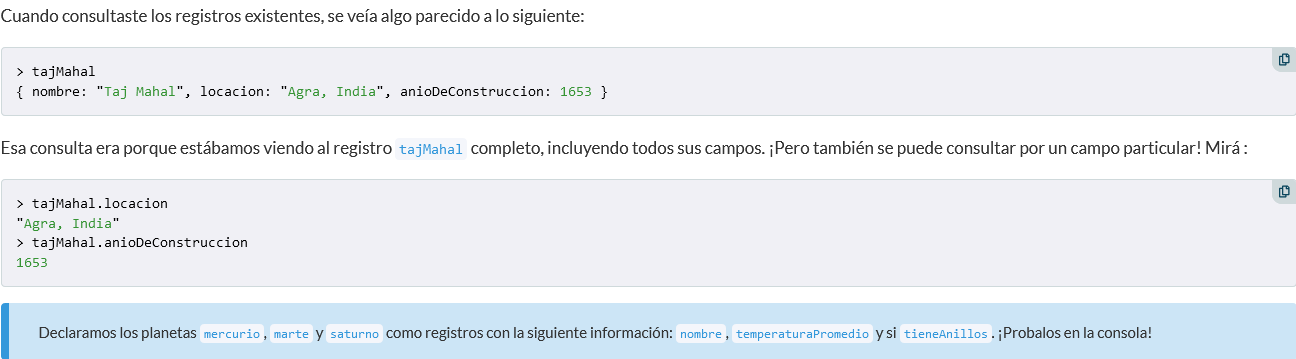 Cuando consultaste los registros existentes, se veía algo parecido a lo siguiente:
> tajMahal
{ nombre: "Taj Mahal", locacion: "Agra, India", anioDeConstruccion: 1653 }
Esa consulta era porque estábamos viendo al registro tajMahal completo, incluyendo todos sus campos. ¡Pero también se puede consultar por un campo particular! Mirá :
> tajMahal.locacion
"Agra, India"
> tajMahal.anioDeConstruccion
1653
Declaramos los planetas mercurio, marte y saturno como registros con la siguiente información: nombre, temperaturaPromedio y si tieneAnillos. ¡Probalos en la consola!